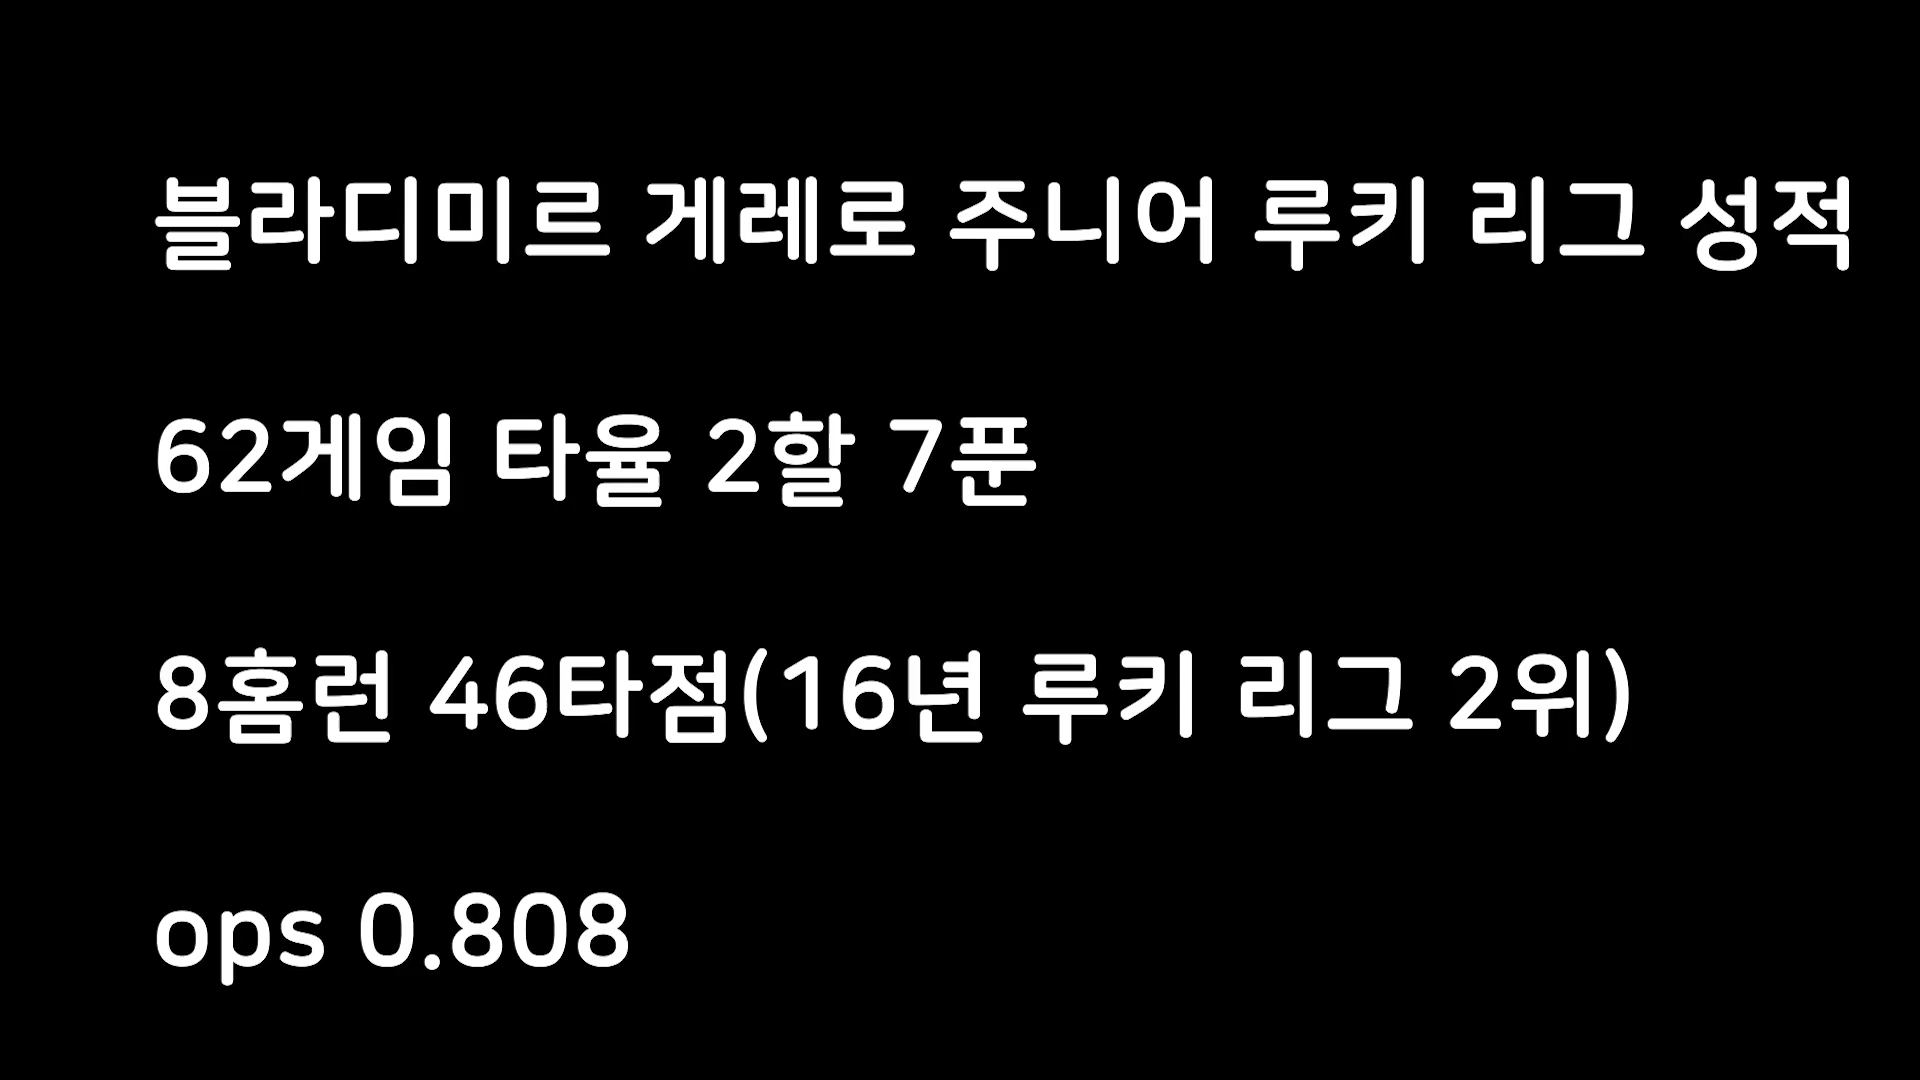 블라디미르 게레로 주니어 루키 리그 성적
62게임 타율 2할 7푼
8홈런 46타점(16년 루키 리그 2위)
ops 0.808